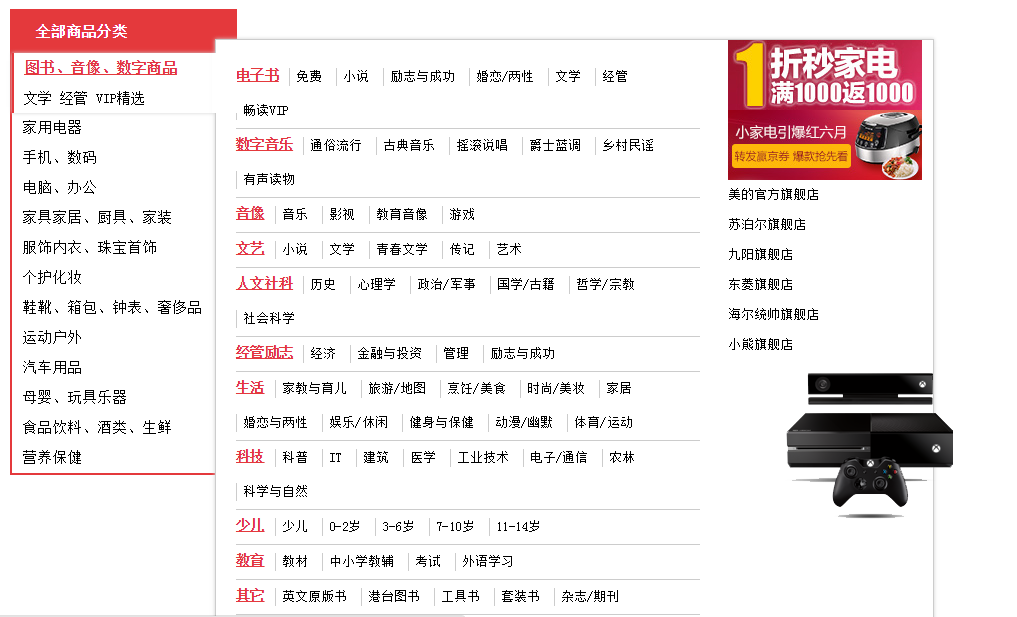 全部商品分类
图书、音像、数字商品
文学 经管 VIP精选
家用电器
手机、数码
电脑、办公
家具家居、厨具、家装
服饰内衣、珠宝首饰
个护化妆
鞋靴、箱包、钟表、奢侈品
运动户外
汽车用品
母婴、玩具乐器
食品饮料、酒类、生鲜
营养保健
电子书 免费 小说 励志与成功 婚恋/两性 文学 经管
畅读VIP
数字音乐 通俗流行 古典音乐 摇滚说唱 爵士蓝调 乡村民谣
有声读物
音像 音乐 影视 教育音像 游戏
文艺 小说 文学 青春文学 传记 艺术
人文社科 历史 心理学 政治/军事 国学/古籍 哲学/宗教
社会科学
经管励志 经济 金融与投资 管理 励志与成功
生活 家教与育儿 旅游/地图 烹饪/美食 时尚/美妆 家居
婚恋与两性 娱乐/休闲 健身与保健 动漫/幽默 体育/运动
科技 科普 IT 建筑 医学 工业技术 电子/通信 农林
科学与自然
少儿 少儿 0-2岁 3-6岁 7-10岁 11-14岁
教育 教材 中小学教辅 考试 外语学习
其它 英文原版书 港台图书 工具书 套装书 杂志/期刊
1折秒家电
满1000返1000
小家电引爆红六月
转发赢京券 爆款抢先看
美的官方旗舰店
苏泊尔旗舰店
九阳旗舰店
东菱旗舰店
海尔统帅旗舰店
小熊旗舰店